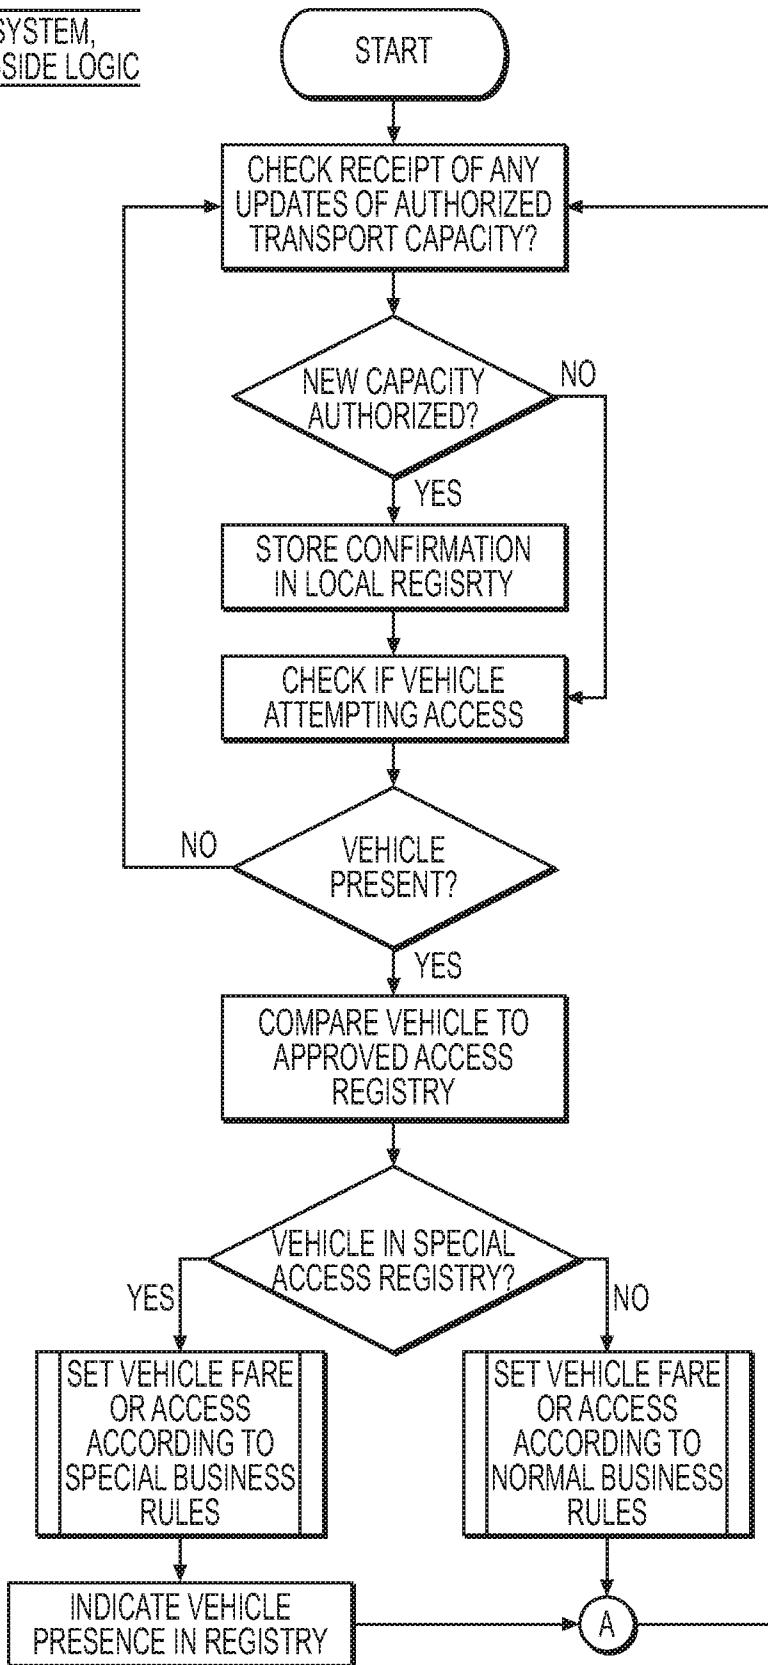 SYSTEM,
SIDE LOGIC
START
CHECK RECEIPT OF ANY
UPDATES OF AUTHORIZED
TRANSPORT CAPACITY?
NEW CAPACITY
AUTHORIZED?
NO
YES
STORE CONFIRMATION
IN LOCAL REGISRTY
CHECK IF VEHICLE
ATTEMPTING ACCESS
NO
VEHICLE
PRESENT?
YES
COMPARE VEHICLE TO
APPROVED ACCESS
REGISTRY
VEHICLE IN SPECIAL
ACCESS REGISTRY?
YES
NO
SET VEHICLE FARE
OR ACCESS
ACCORDING TO
SPECIAL BUSINESS
RULES
SET VEHICLE FARE
OR ACCESS
ACCORDING TO
NORMAL BUSINESS
RULES
INDICATE VEHICLE
PRESENCE IN REGISTRY
A